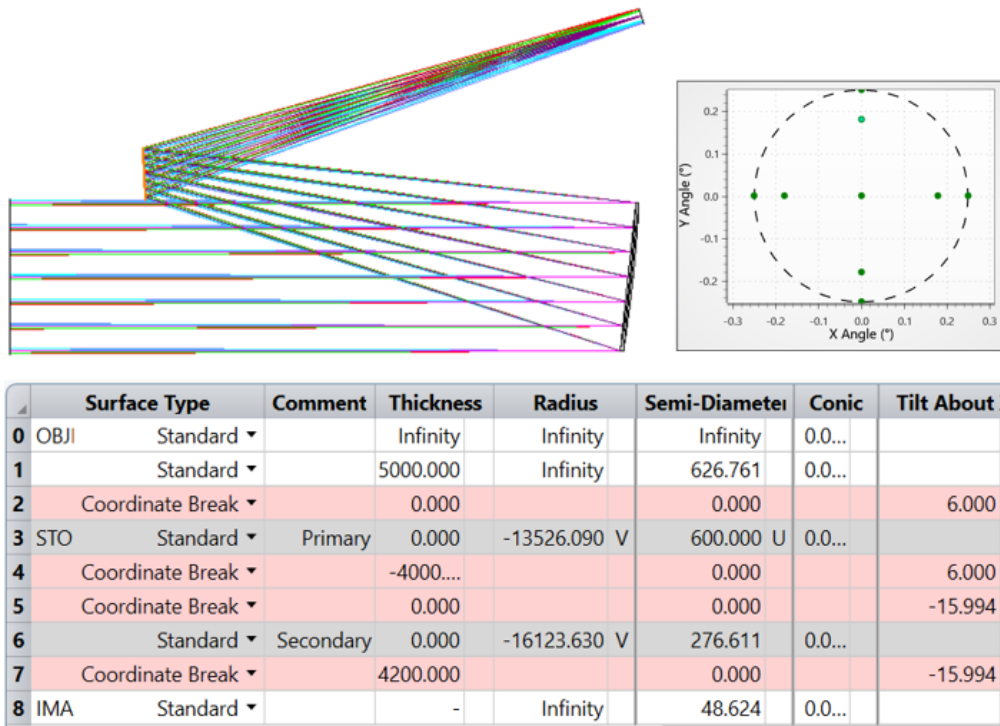 0.2
0.1
0.0
-0.1
-0.2
Y Angle (°)
-0.3 -0.2 -0.1 0.0 0.1 0.2 0.3
X Angle (°)
Surface Type Comment Thickness Radius Semi-Diameter Conic Tilt About
0 OBJI Standard Infinity Infinity Infinity 0.0...
1 Standard 5000.000 Infinity 626.761 0.0...
2 Coordinate Break 0.000 0.000 6.000
3 STO Standard Primary 0.000 -13526.090 V 600.000 U 0.0...
4 Coordinate Break -4000.... 0.000 6.000
5 Coordinate Break 0.000 0.000 -15.994
6 Standard Secondary 0.000 -16123.630 V 276.611 0.0...
7 Coordinate Break 4200.000 0.000 -15.994
8 IMA Standard - Infinity 48.624 0.0...